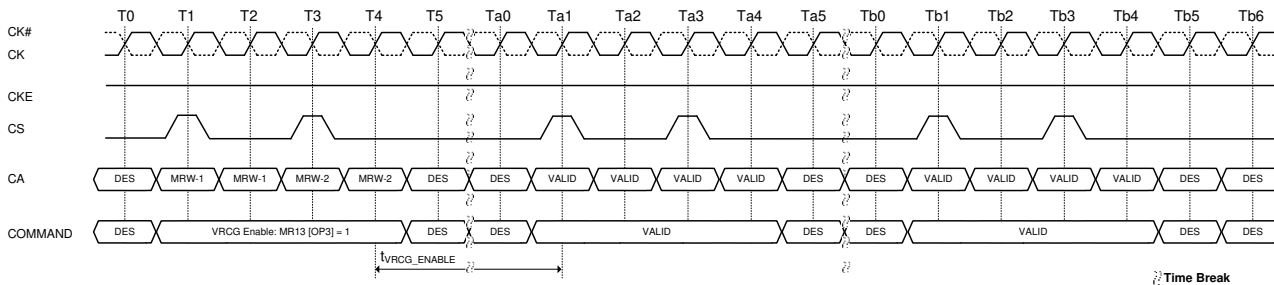 T0 T1 T2 T3 T4 T5 Ta0 Ta1 Ta2 Ta3 Ta4 Ta5 Tb0 Tb1 Tb2 Tb3 Tb4 Tb5 Tb6
CK#
CK
CKE
CS
CA DES MRW-1 MRW-1 MRW-2 MRW-2 DES DES VALID VALID VALID VALID DES DES VALID VALID VALID VALID DES DES
COMMAND DES VRCG Enable: MR13 [OP3] = 1 DES DES VALID DES DES VALID DES DES
tVRCG_ENABLE
Time Break